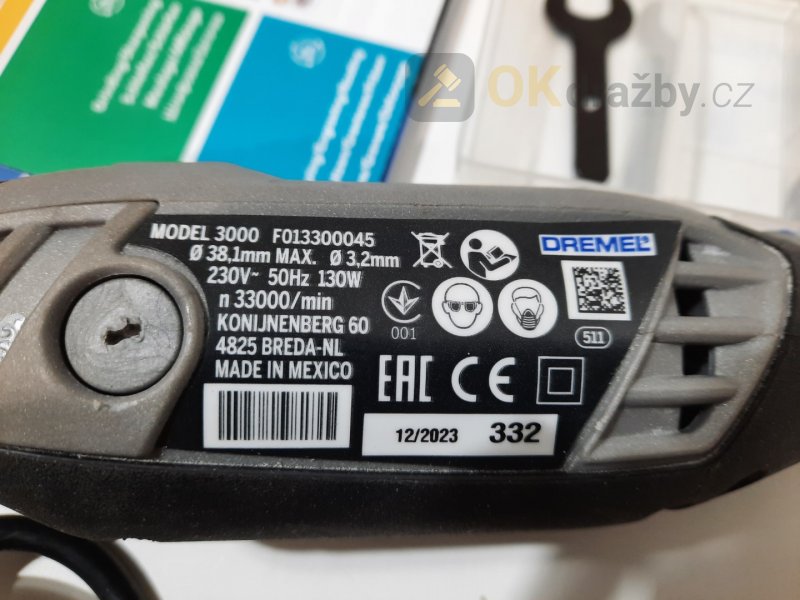 OKdražby.cz
MODEL 3000 F013300045
Ø 38,1mm MAX. Ø 3,2mm
230V~ 50Hz 130W
n 33000/min
KONIJNENBERG 60
4825 BREDA-NL
MADE IN MEXICO
DREMEL
001
511
EAC CE
12/2023 332